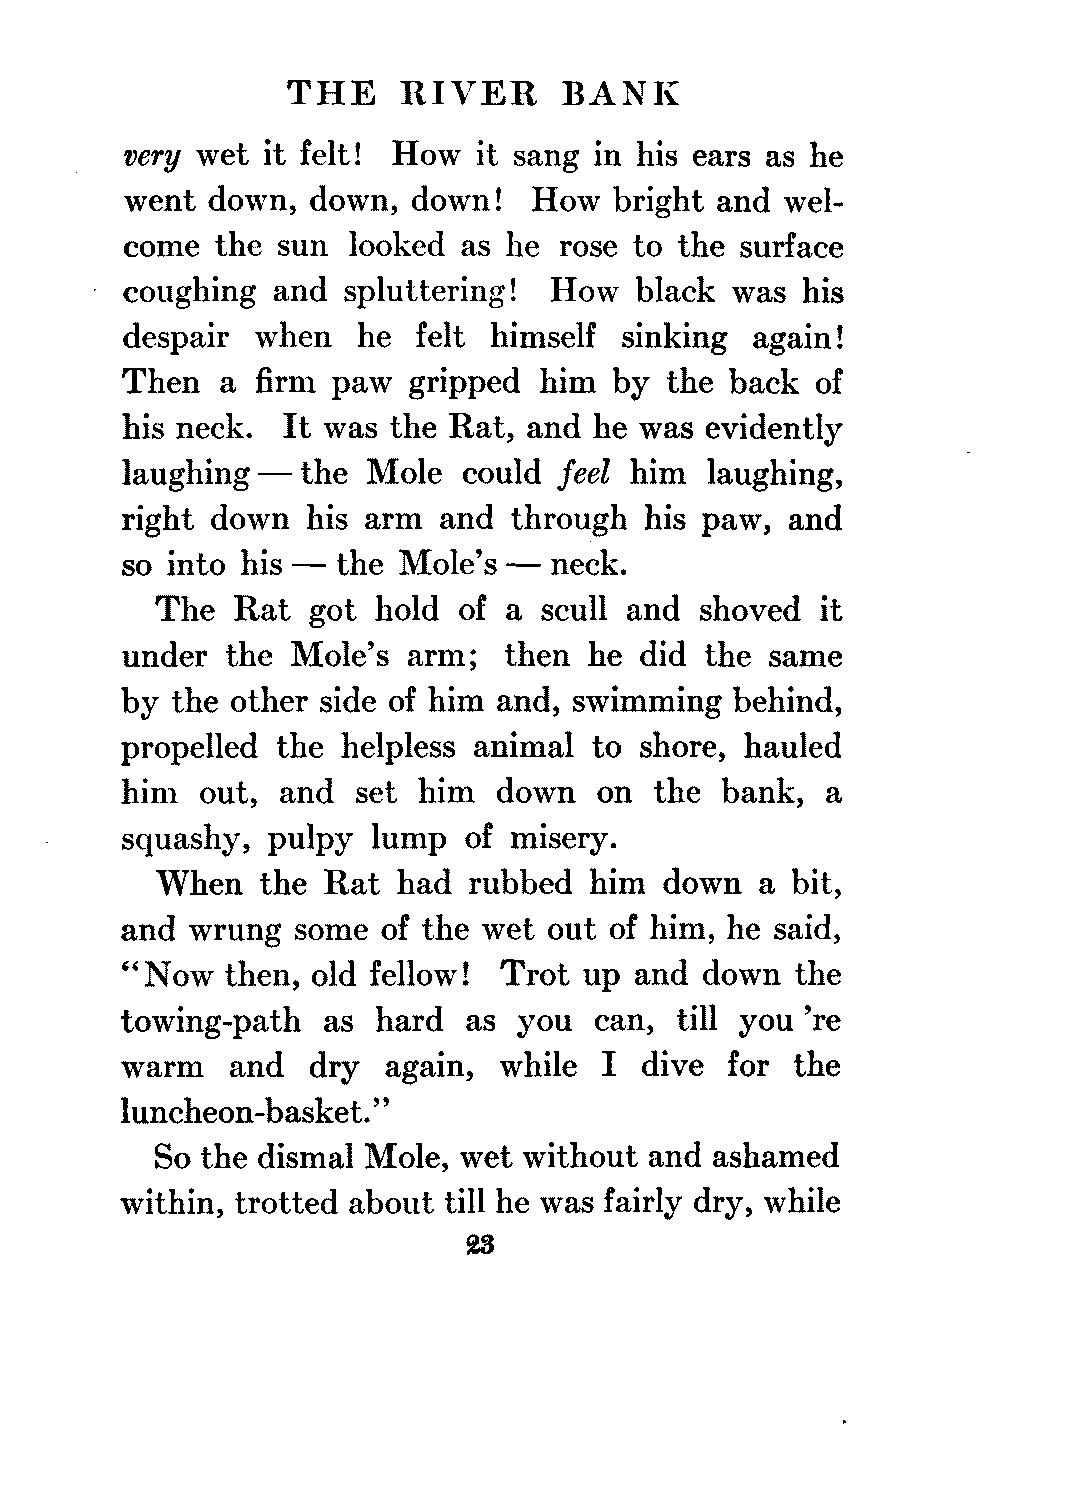 THE RIVER BANK
very wet it felt! How it sang in his ears as he
went down, down, down! How bright and wel-
come the sun looked as he rose to the surface
coughing and spluttering! How black was his
despair when he felt himself sinking again!
Then a firm paw gripped him by the back of
his neck. It was the Rat, and he was evidently
laughing — the Mole could feel him laughing,
right down his arm and through his paw, and
so into his — the Mole's — neck.
The Rat got hold of a scull and shoved it
under the Mole's arm; then he did the same
by the other side of him and, swimming behind,
propelled the helpless animal to shore, hauled
him out, and set him down on the bank, a
squashy, pulpy lump of misery.
When the Rat had rubbed him down a bit,
and wrung some of the wet out of him, he said,
“Now then, old fellow! Trot up and down the
towing-path as hard as you can, till you 're
warm and dry again, while I dive for the
luncheon-basket.”
So the dismal Mole, wet without and ashamed
within, trotted about till he was fairly dry, while
23